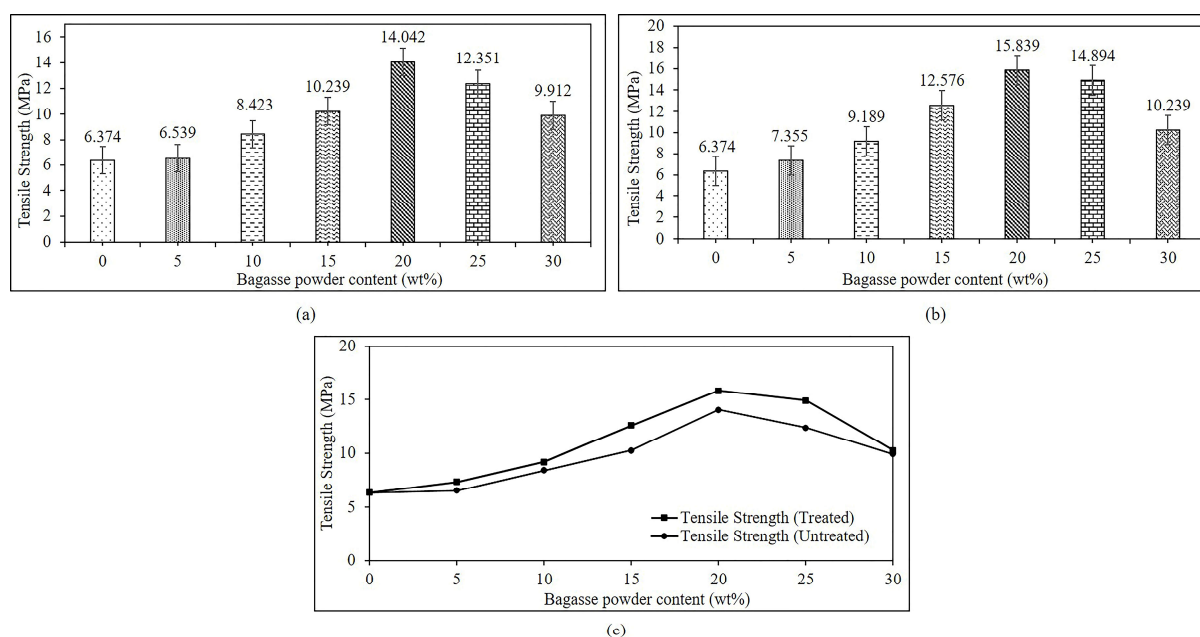 16
14
12
10
8
6
4
2
0
Tensile Strength (MPa)
6.374
6.539
8.423
10.239
14.042
12.351
9.912
0 5 10 15 20 25 30
Bagasse powder content (wt%)
(a)
20
18
16
14
12
10
8
6
4
2
0
Tensile Strength (MPa)
6.374
7.355
9.189
12.576
15.839
14.894
10.239
0 5 10 15 20 25 30
Bagasse powder content (wt%)
(b)
20
15
10
5
0
Tensile Strength (MPa)
Tensile Strength (MPa)
Tensile Strength (Treated)
Tensile Strength (Untreated)
0 5 10 15 20 25 30
Bagasse powder content (wt%)
(c)